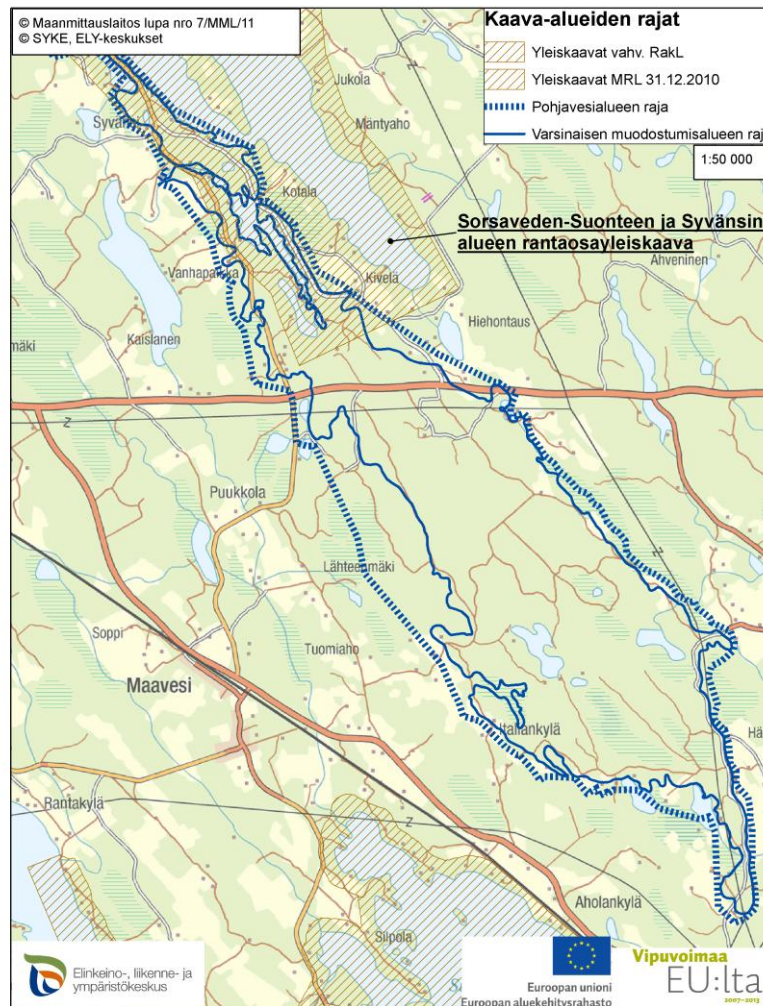 © Maanmittauslaitos lupa nro 7/MML/11
© SYKE, ELY-keskukset
Kaava-alueiden rajat
Yleiskaavat vahv. RakL
Yleiskaavat MRL 31.12.2010
Pohjavesialueen raja
Varsinaisen muodostumisalueen raj
1:50 000
Jukola
Mäntyaho
Kotala
Sorsaveden-Suonteen ja Syvänsin
alueen rantaosayleiskaava
Ahveninen
Vanhapaikka
Kivelä
Hiehontaus
Kaislanen
mäki
Z
Puukkola
Lähteenmäki
Soppi
Tuomiaho
Maavesi
Italiankylä
Hä
Rantakylä
Z
Aholankylä
Silpola
Elinkeino-, liikenne- ja
ympäristökeskus
Euroopan unioni
Euroopan aluekehitysrahasto
Vipuvoimaa
EU:lta
2007–2013